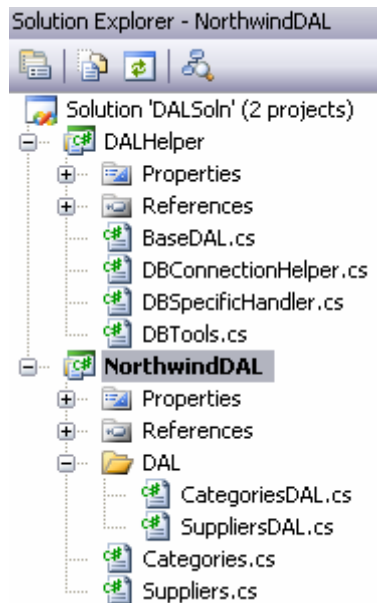 Solution Explorer - NorthwindDAL
Solution 'DALSoln' (2 projects)
DALHelper
Properties
References
BaseDAL.cs
DBConnectionHelper.cs
DBSpecificHandler.cs
DBTools.cs
NorthwindDAL
Properties
References
DAL
CategoriesDAL.cs
SuppliersDAL.cs
Categories.cs
Suppliers.cs